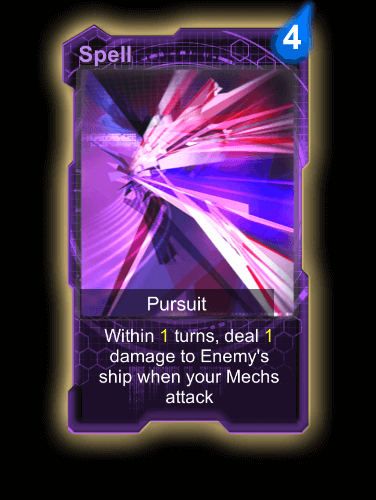 4
Spell
Pursuit
Within 1 turns, deal 1
damage to Enemy's
ship when your Mechs
attack